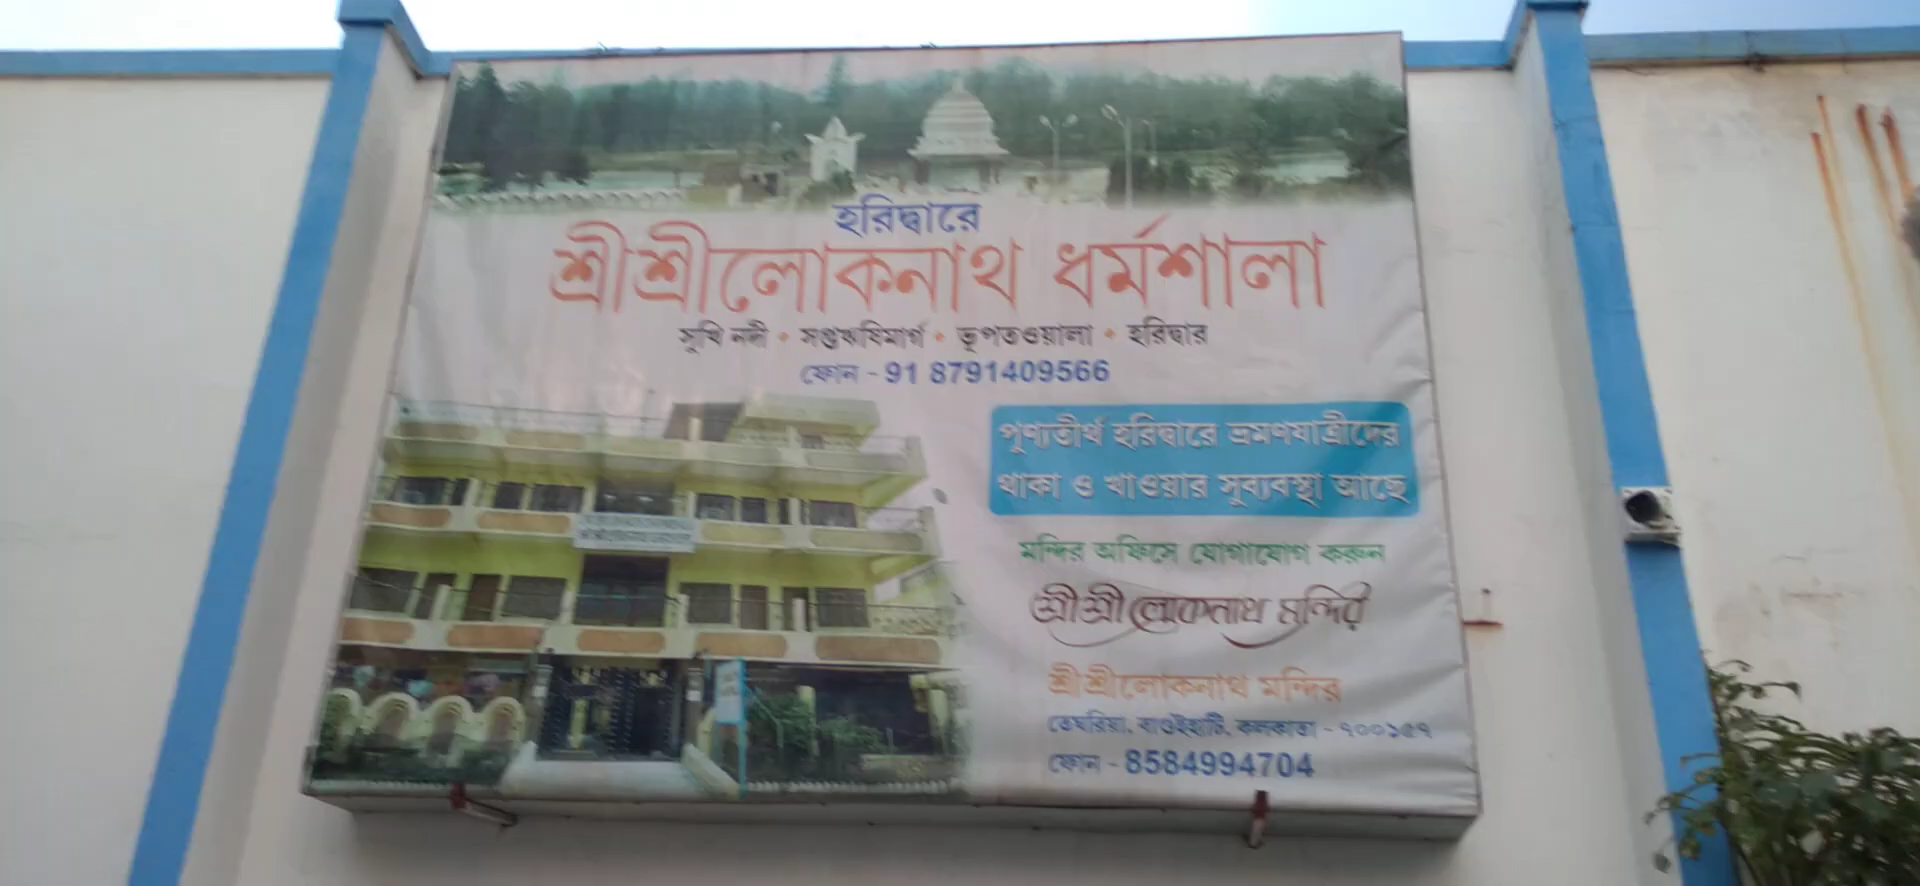 হরিদ্বারে
শ্রীশ্রীলোকনাথ ধর্মশালা
সুখি নদী • সপ্তঋষিমার্গ • ভূপতওয়ালা • হরিদ্বার
ফোন - 91 8791409566
পুণ্যতীর্থ হরিদ্বারে ভ্রমণযাত্রীদের
থাকা ও খাওয়ার সুব্যবস্থা আছে
মন্দির অফিসে যোগাযোগ করুন
শ্রীশ্রীলোকনাথ মন্দির
শ্রীশ্রীলোকনাথ মন্দির
তেঘরিয়া, বাগুইহাটি, কলকাতা - ৭০০১৫৭
ফোন - 8584994704